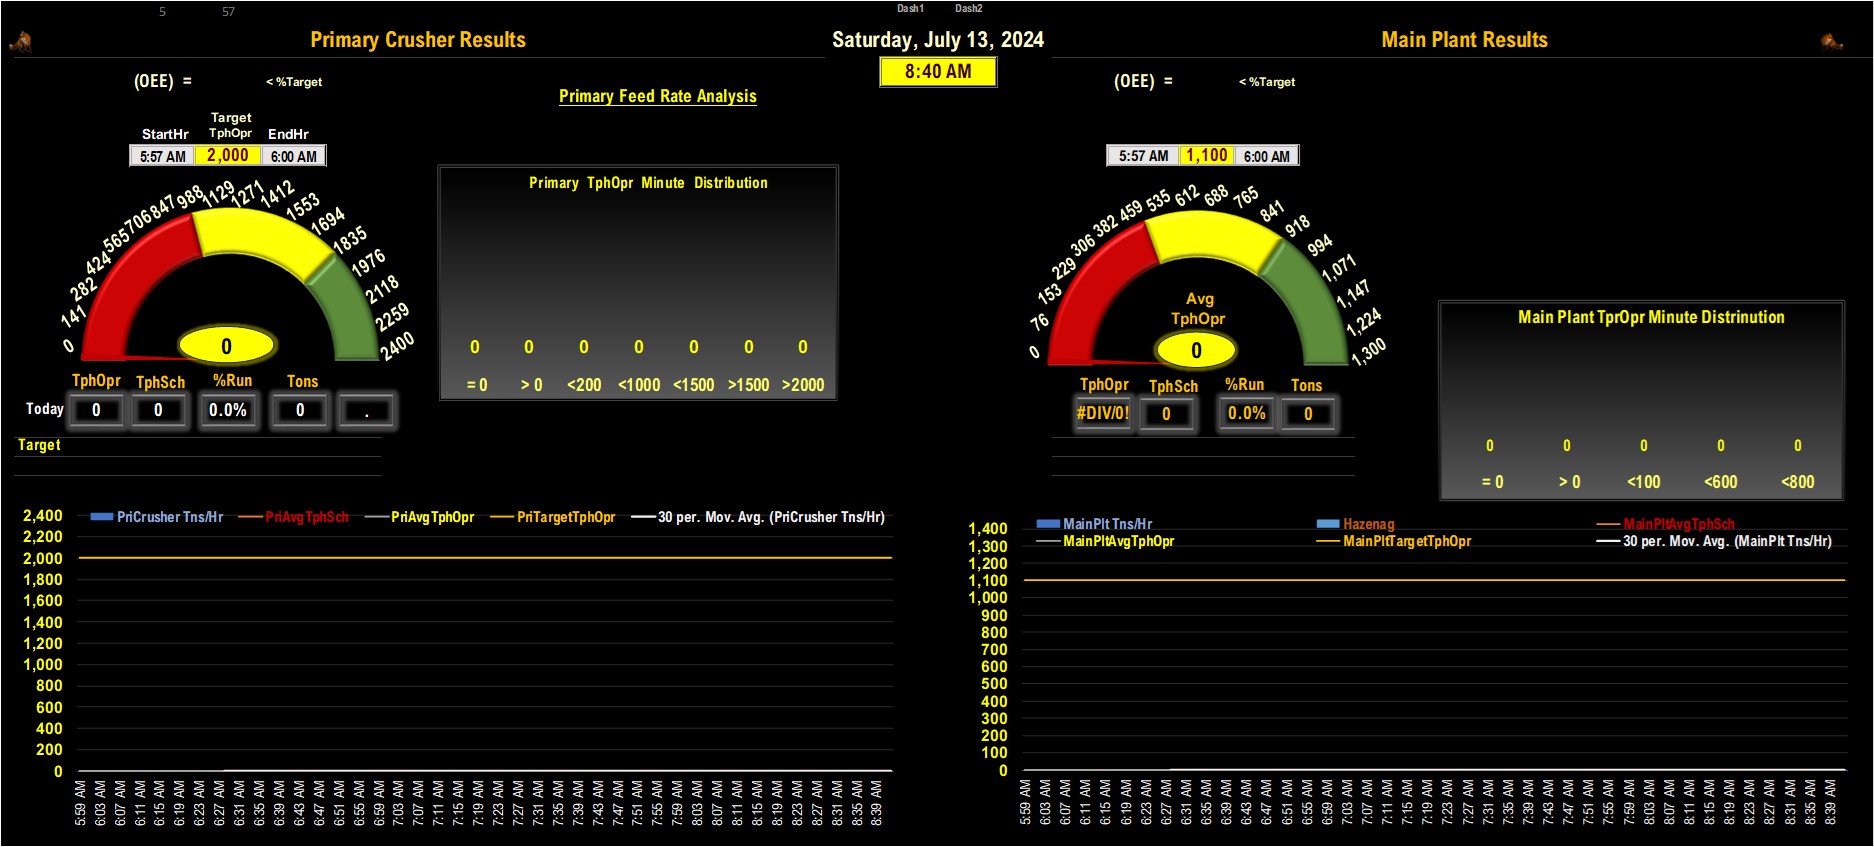 5 57 Dash1 Dash2
Primary Crusher Results
Saturday, July 13, 2024
Main Plant Results
8:40 AM
(OEE) = < %Target
Primary Feed Rate Analysis
Target
StartHr TphOpr EndHr
5:57 AM 2,000 6:00 AM
0 141 282 424 565 706 847 988 1129 1271 1412 1553 1694 1835 1976 2118 2259 2400
0
TphOpr TphSch %Run Tons
Today 0 0 0.0% 0 .
Target
Primary TphOpr Minute Distribution
0 0 0 0 0 0 0
= 0 > 0 <200 <1000 <1500 >1500 >2000
PriCrusher Tns/Hr PriAvgTphSch PriAvgTphOpr PriTargetTphOpr 30 per. Mov. Avg. (PriCrusher Tns/Hr)
2,400
2,200
2,000
1,800
1,600
1,400
1,200
1,000
800
600
400
200
0
5:59 AM 6:03 AM 6:07 AM 6:11 AM 6:15 AM 6:19 AM 6:23 AM 6:27 AM 6:31 AM 6:35 AM 6:39 AM 6:43 AM 6:47 AM 6:51 AM 6:55 AM 6:59 AM 7:03 AM 7:07 AM 7:11 AM 7:15 AM 7:19 AM 7:23 AM 7:27 AM 7:31 AM 7:35 AM 7:39 AM 7:43 AM 7:47 AM 7:51 AM 7:55 AM 7:59 AM 8:03 AM 8:07 AM 8:11 AM 8:15 AM 8:19 AM 8:23 AM 8:27 AM 8:31 AM 8:35 AM 8:39 AM
(OEE) = < %Target
5:57 AM 1,100 6:00 AM
0 76 153 229 306 382 459 535 612 688 765 841 918 994 1,071 1,147 1,224 1,300
Avg
TphOpr
0
TphOpr TphSch %Run Tons
#DIV/0! 0 0.0% 0
Main Plant TprOpr Minute Distrinution
0 0 0 0 0
= 0 > 0 <100 <600 <800
MainPlt Tns/Hr Hazenag MainPltAvgTphSch
MainPltAvgTphOpr MainPltTargetTphOpr 30 per. Mov. Avg. (MainPlt Tns/Hr)
1,400
1,300
1,200
1,100
1,000
900
800
700
600
500
400
300
200
100
0
5:59 AM 6:03 AM 6:07 AM 6:11 AM 6:15 AM 6:19 AM 6:23 AM 6:27 AM 6:31 AM 6:35 AM 6:39 AM 6:43 AM 6:47 AM 6:51 AM 6:55 AM 6:59 AM 7:03 AM 7:07 AM 7:11 AM 7:15 AM 7:19 AM 7:23 AM 7:27 AM 7:31 AM 7:35 AM 7:39 AM 7:43 AM 7:47 AM 7:51 AM 7:55 AM 7:59 AM 8:03 AM 8:07 AM 8:11 AM 8:15 AM 8:19 AM 8:23 AM 8:27 AM 8:31 AM 8:35 AM 8:39 AM